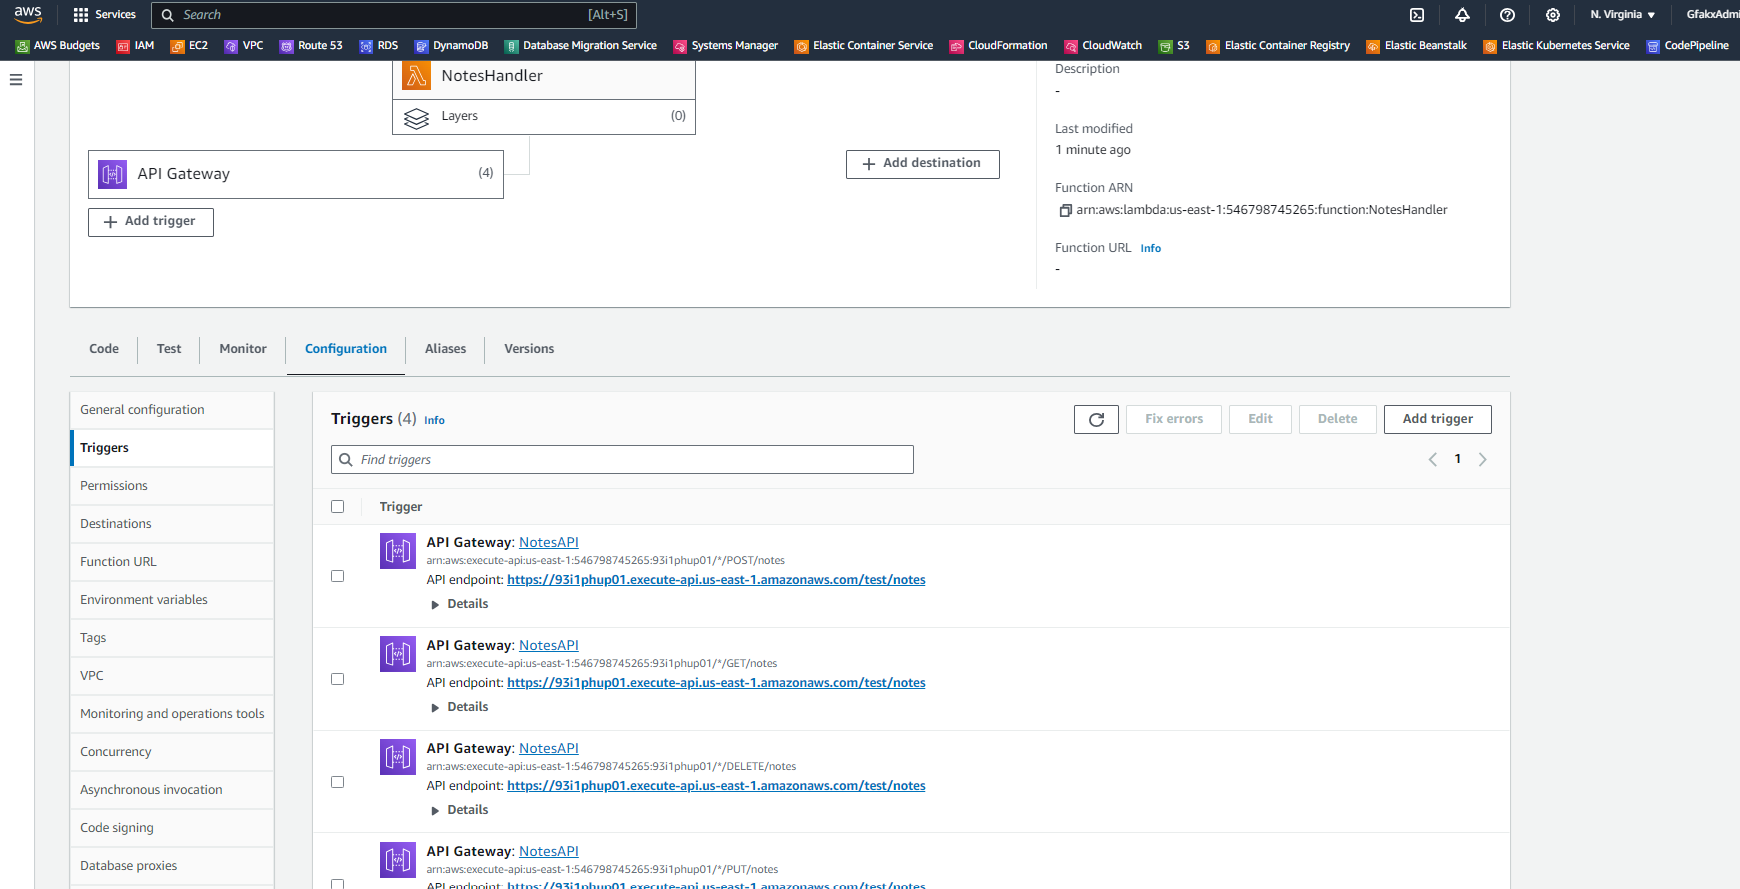 aws
Services
Search [Alt+S]
N. Virginia
GfakxAdmi
AWS Budgets IAM EC2 VPC Route 53 RDS DynamoDB Database Migration Service Systems Manager Elastic Container Service CloudFormation CloudWatch S3 Elastic Container Registry Elastic Beanstalk Elastic Kubernetes Service CodePipeline
NotesHandler
Layers (0)
API Gateway (4)
+ Add trigger
+ Add destination
Description
-
Last modified
1 minute ago
Function ARN
arn:aws:lambda:us-east-1:546798745265:function:NotesHandler
Function URL Info
-
Code Test Monitor Configuration Aliases Versions
General configuration
Triggers
Permissions
Destinations
Function URL
Environment variables
Tags
VPC
Monitoring and operations tools
Concurrency
Asynchronous invocation
Code signing
Database proxies
Triggers (4) Info
Fix errors Edit Delete Add trigger
Find triggers
1
Trigger
API Gateway: NotesAPI
arn:aws:execute-api:us-east-1:546798745265:93i1phup01/*/POST/notes
API endpoint: https://93i1phup01.execute-api.us-east-1.amazonaws.com/test/notes
Details
API Gateway: NotesAPI
arn:aws:execute-api:us-east-1:546798745265:93i1phup01/*/GET/notes
API endpoint: https://93i1phup01.execute-api.us-east-1.amazonaws.com/test/notes
Details
API Gateway: NotesAPI
arn:aws:execute-api:us-east-1:546798745265:93i1phup01/*/DELETE/notes
API endpoint: https://93i1phup01.execute-api.us-east-1.amazonaws.com/test/notes
Details
API Gateway: NotesAPI
arn:aws:execute-api:us-east-1:546798745265:93i1phup01/*/PUT/notes
API endpoint: https://93i1phup01.execute-api.us-east-1.amazonaws.com/test/notes